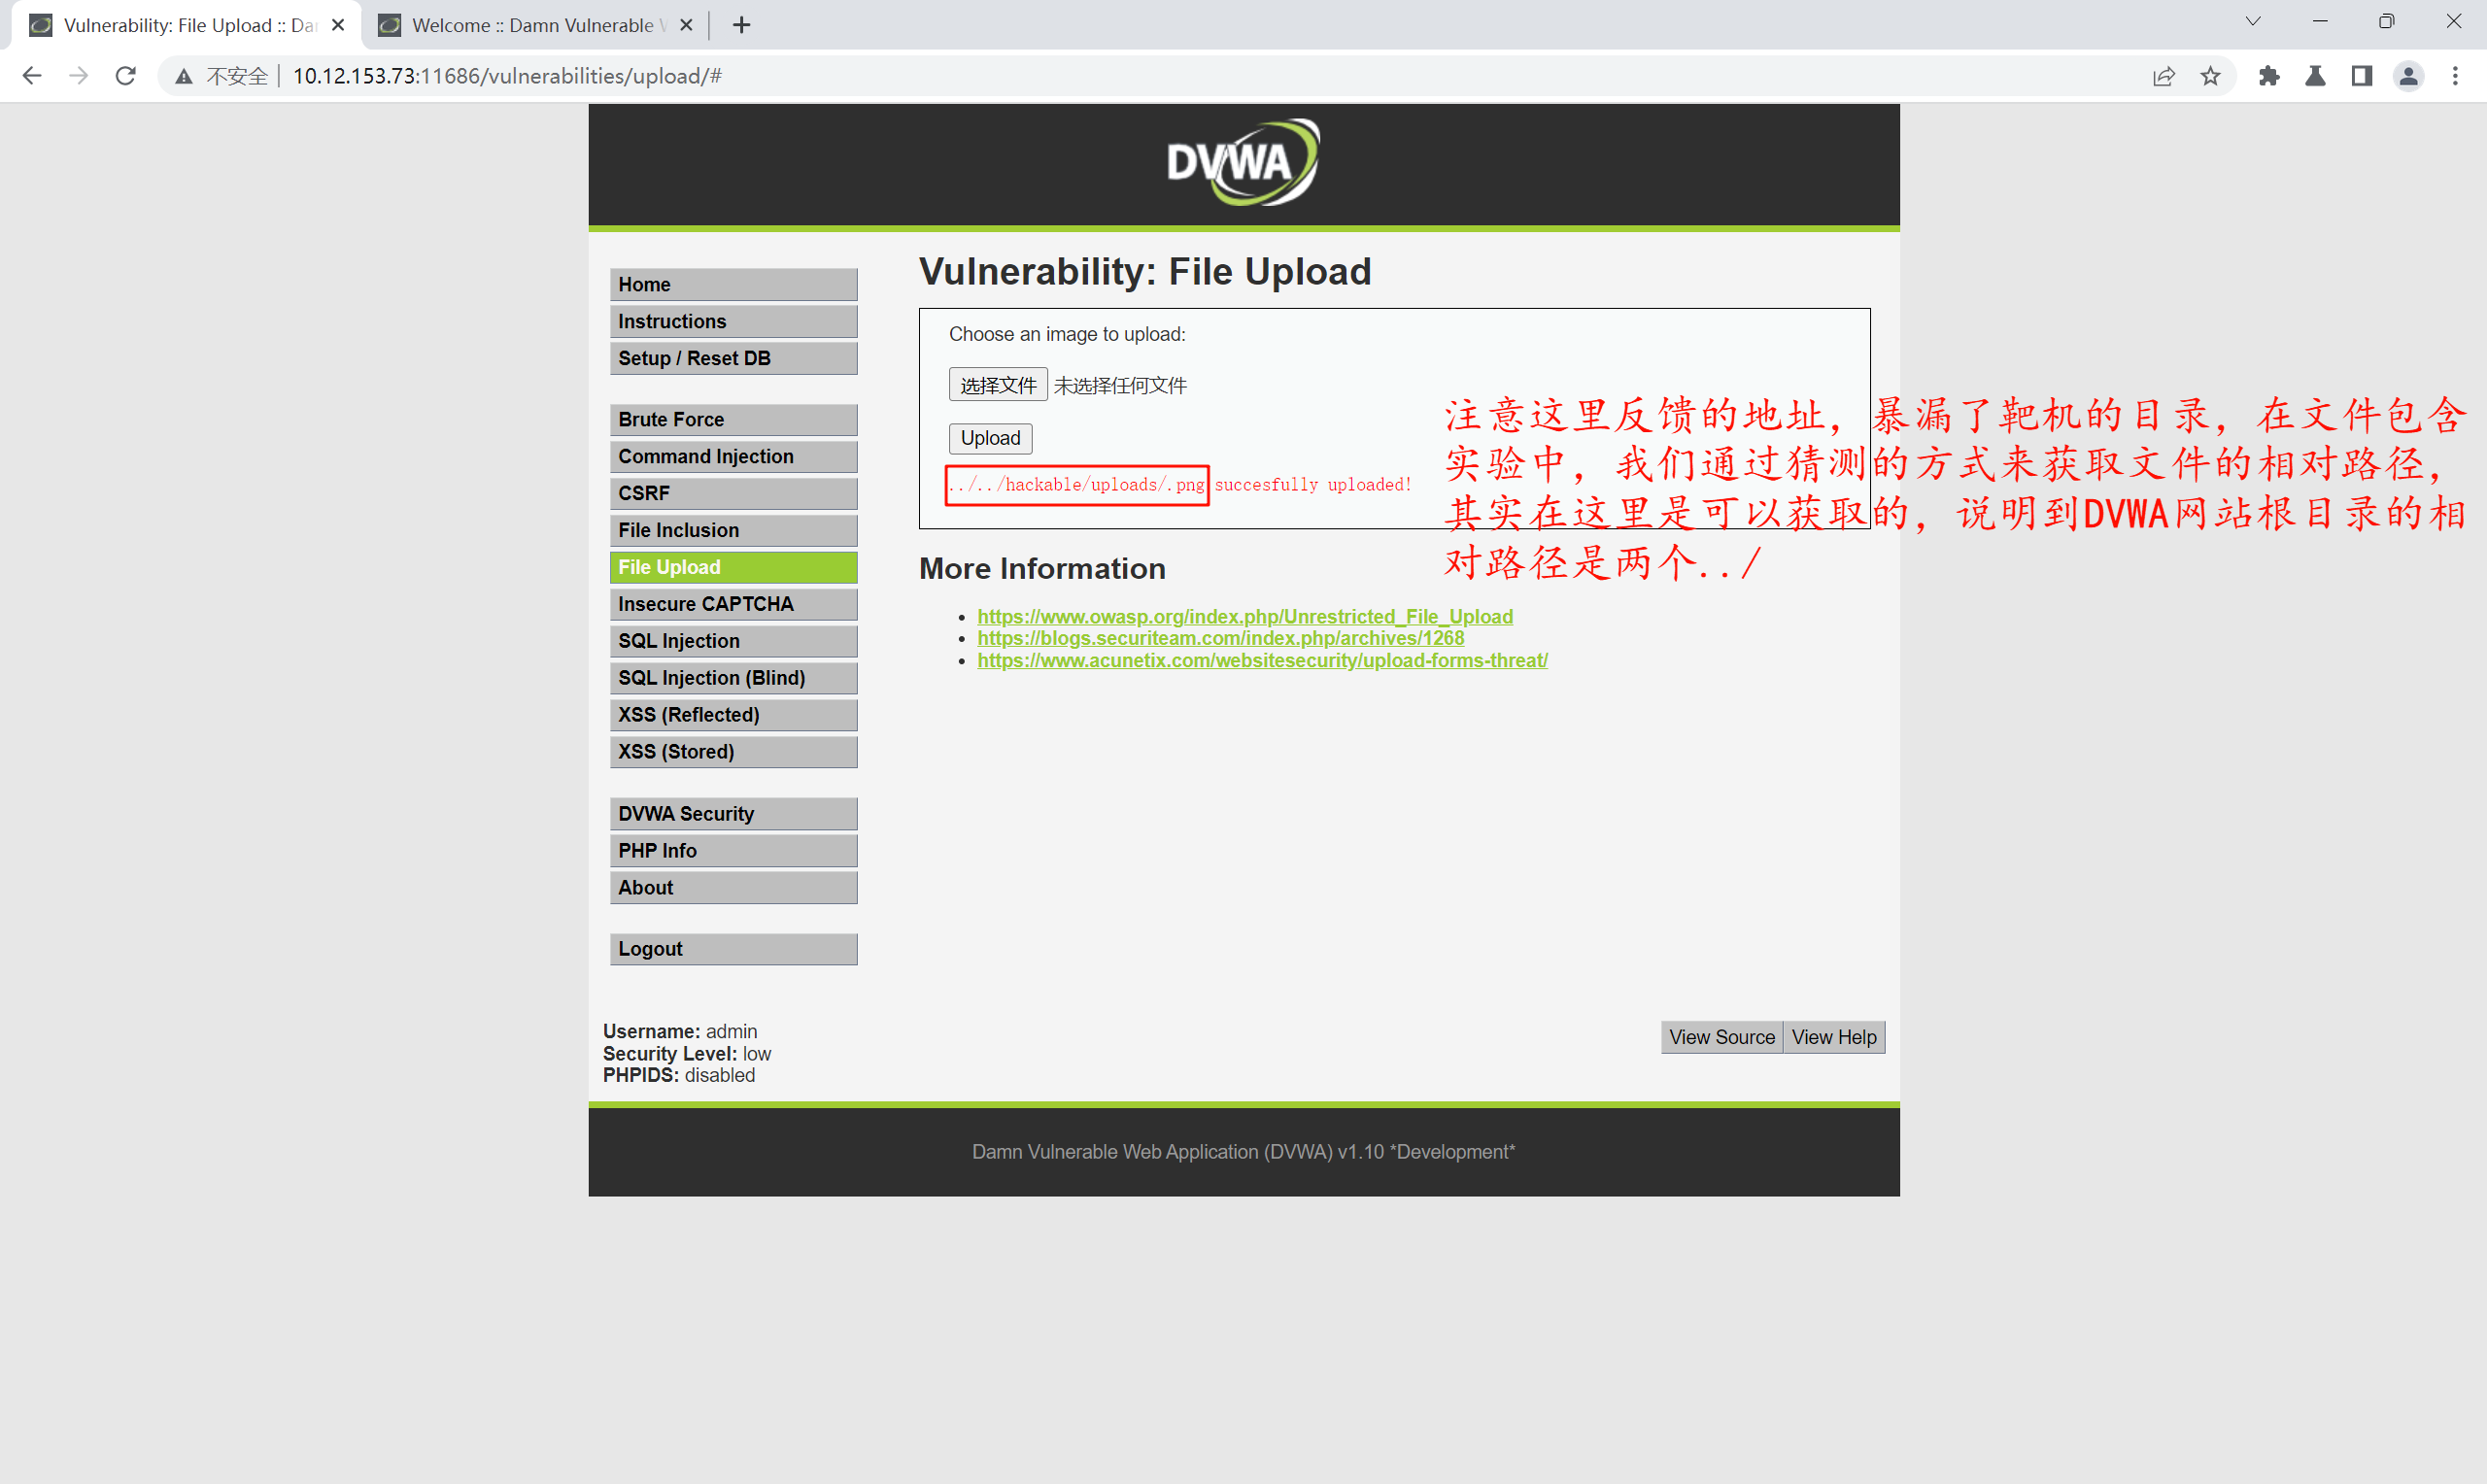 Vulnerability: File Upload :: Da
Welcome :: Damn Vulnerable
不安全
10.12.153.73:11686/vulnerabilities/upload/#
DVWA
Home
Instructions
Setup / Reset DB
Brute Force
Command Injection
CSRF
File Inclusion
File Upload
Insecure CAPTCHA
SQL Injection
SQL Injection (Blind)
XSS (Reflected)
XSS (Stored)
DVWA Security
PHP Info
About
Logout
Vulnerability: File Upload
Choose an image to upload:
选择文件 未选择任何文件
Upload
../../hackable/uploads/.png succesfully uploaded!
注意这里反馈的地址，暴漏了靶机的目录，在文件包含
实验中，我们通过猜测的方式来获取文件的相对路径，
其实在这里是可以获取的，说明到DVWA网站根目录的相
对路径是两个../
More Information
• https://www.owasp.org/index.php/Unrestricted_File_Upload
• https://blogs.securiteam.com/index.php/archives/1268
• https://www.acunetix.com/websitesecurity/upload-forms-threat/
Username: admin
Security Level: low
PHPIDS: disabled
View Source View Help
Damn Vulnerable Web Application (DVWA) v1.10 *Development*